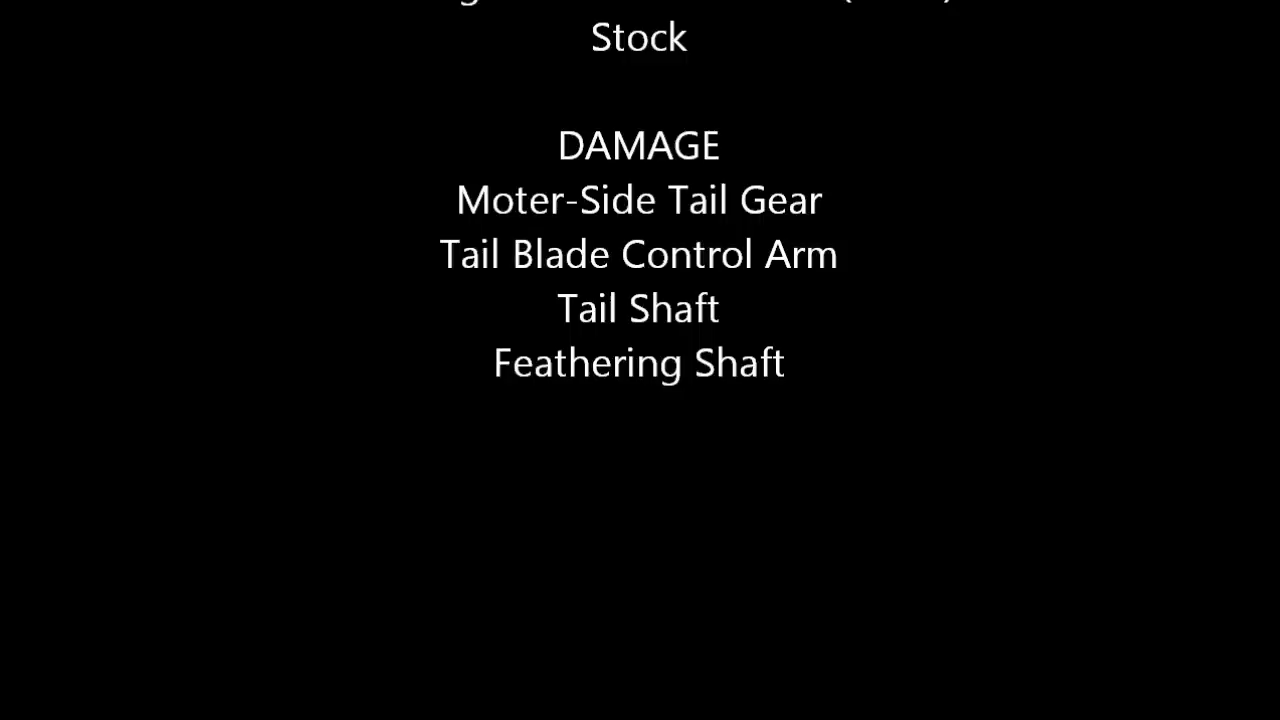 Stock
DAMAGE
Moter-Side Tail Gear
Tail Blade Control Arm
Tail Shaft
Feathering Shaft